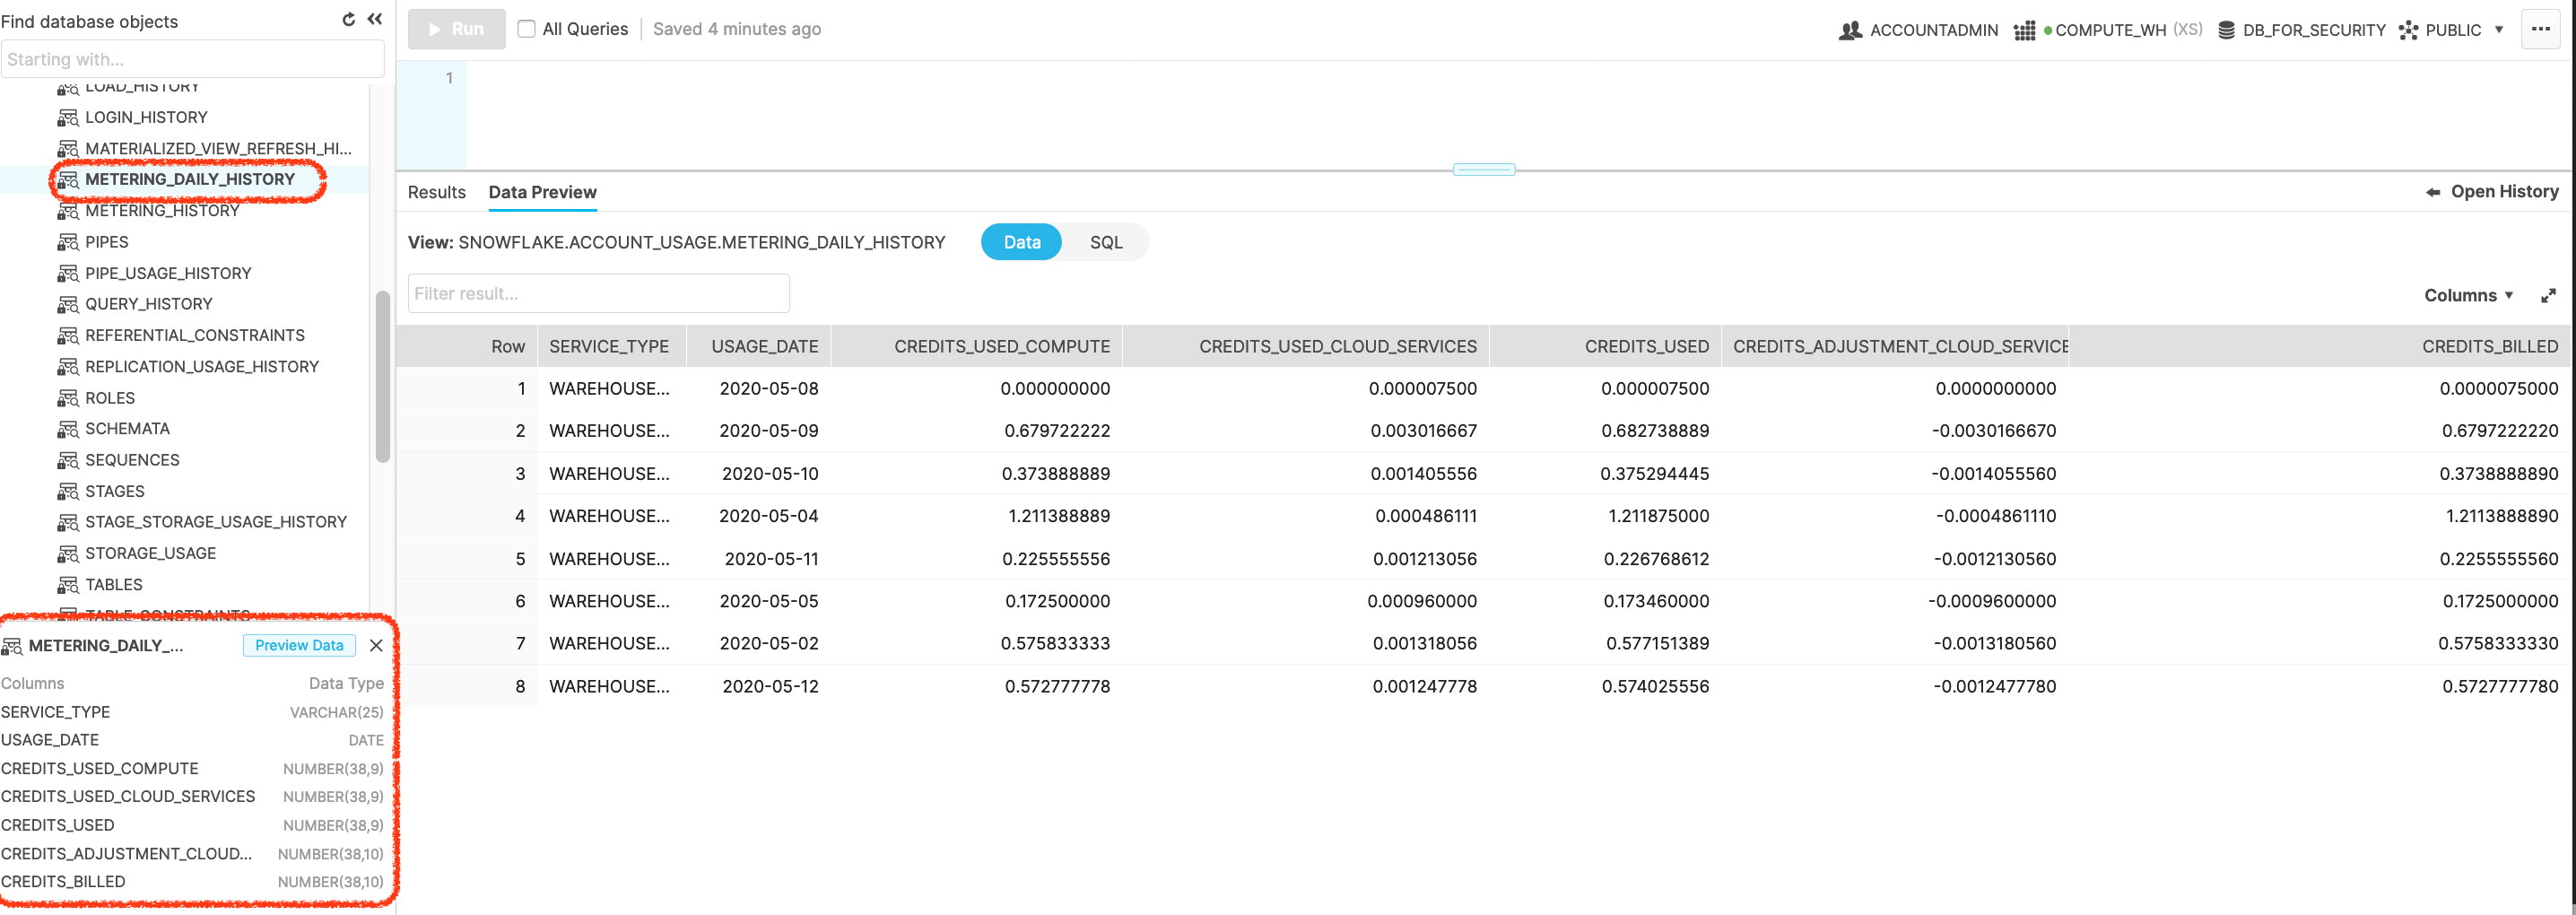 Find database objects
Starting with...
LOAD_HISTORY
LOGIN_HISTORY
MATERIALIZED_VIEW_REFRESH_HI...
METERING_DAILY_HISTORY
METERING_HISTORY
PIPES
PIPE_USAGE_HISTORY
QUERY_HISTORY
REFERENTIAL_CONSTRAINTS
REPLICATION_USAGE_HISTORY
ROLES
SCHEMATA
SEQUENCES
STAGES
STAGE_STORAGE_USAGE_HISTORY
STORAGE_USAGE
TABLES
TABLE_CONSTRAINTS
METERING_DAILY_... Preview Data
Columns Data Type
SERVICE_TYPE VARCHAR(25)
USAGE_DATE DATE
CREDITS_USED_COMPUTE NUMBER(38,9)
CREDITS_USED_CLOUD_SERVICES NUMBER(38,9)
CREDITS_USED NUMBER(38,9)
CREDITS_ADJUSTMENT_CLOUD... NUMBER(38,10)
CREDITS_BILLED NUMBER(38,10)
Run All Queries Saved 4 minutes ago ACCOUNTADMIN COMPUTE_WH (XS) DB_FOR_SECURITY PUBLIC ...
1
Results Data Preview Open History
View: SNOWFLAKE.ACCOUNT_USAGE.METERING_DAILY_HISTORY Data SQL
Filter result... Columns
Row SERVICE_TYPE USAGE_DATE CREDITS_USED_COMPUTE CREDITS_USED_CLOUD_SERVICES CREDITS_USED CREDITS_ADJUSTMENT_CLOUD_SERVICE CREDITS_BILLED
1 WAREHOUSE... 2020-05-08 0.000000000 0.000007500 0.000007500 0.0000000000 0.0000075000
2 WAREHOUSE... 2020-05-09 0.679722222 0.003016667 0.682738889 -0.0030166670 0.6797222220
3 WAREHOUSE... 2020-05-10 0.373888889 0.001405556 0.375294445 -0.0014055560 0.3738888890
4 WAREHOUSE... 2020-05-04 1.211388889 0.000486111 1.211875000 -0.0004861110 1.2113888890
5 WAREHOUSE... 2020-05-11 0.225555556 0.001213056 0.226768612 -0.0012130560 0.2255555560
6 WAREHOUSE... 2020-05-05 0.172500000 0.000960000 0.173460000 -0.0009600000 0.1725000000
7 WAREHOUSE... 2020-05-02 0.575833333 0.001318056 0.577151389 -0.0013180560 0.5758333330
8 WAREHOUSE... 2020-05-12 0.572777778 0.001247778 0.574025556 -0.0012477780 0.5727777780